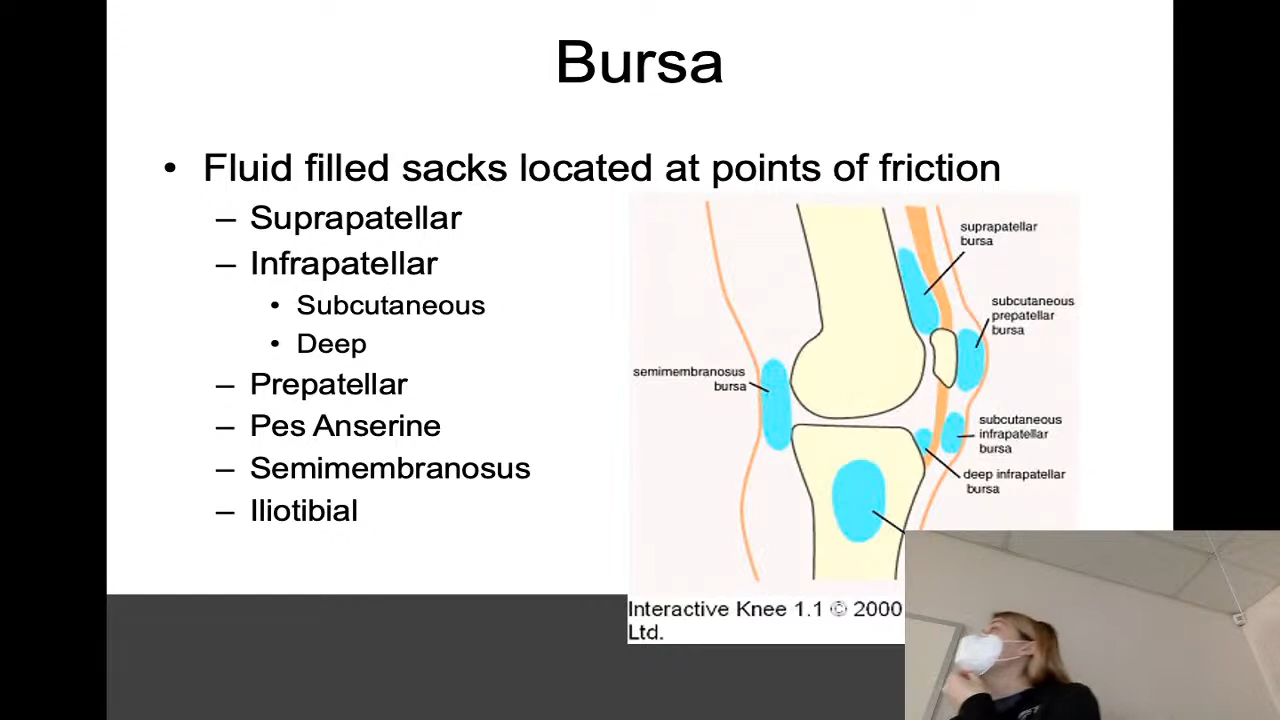 Bursa
• Fluid filled sacks located at points of friction
– Suprapatellar
– Infrapatellar
• Subcutaneous
• Deep
– Prepatellar
– Pes Anserine
– Semimembranosus
– Iliotibial
suprapatellar
bursa
subcutaneous
prepatellar
bursa
semimembranosus
bursa
subcutaneous
infrapatellar
bursa
deep infrapatellar
bursa
Interactive Knee 1.1 © 2000
Ltd.